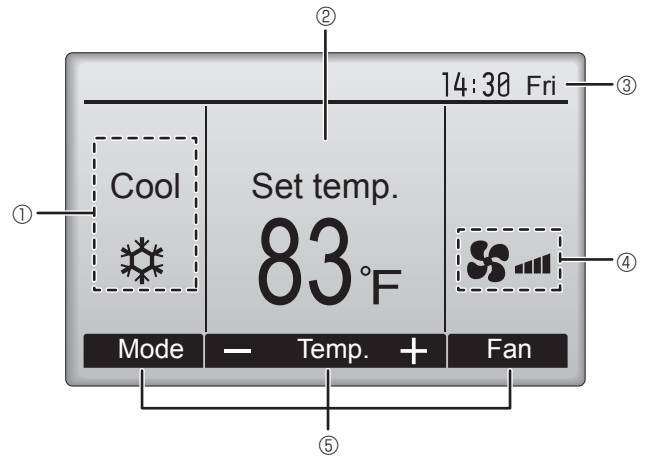 ②
14:30 Fri
③
Cool
①
Set temp.
83°F
④
Mode
— Temp. +
Fan
⑤